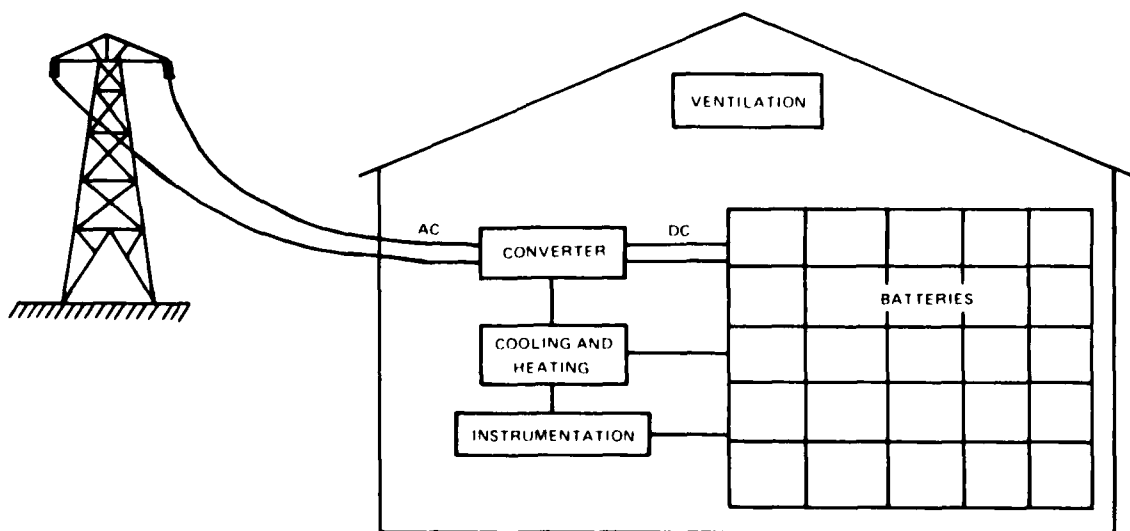 VENTILATION
AC
CONVERTER
DC
BATTERIES
COOLING AND
HEATING
INSTRUMENTATION